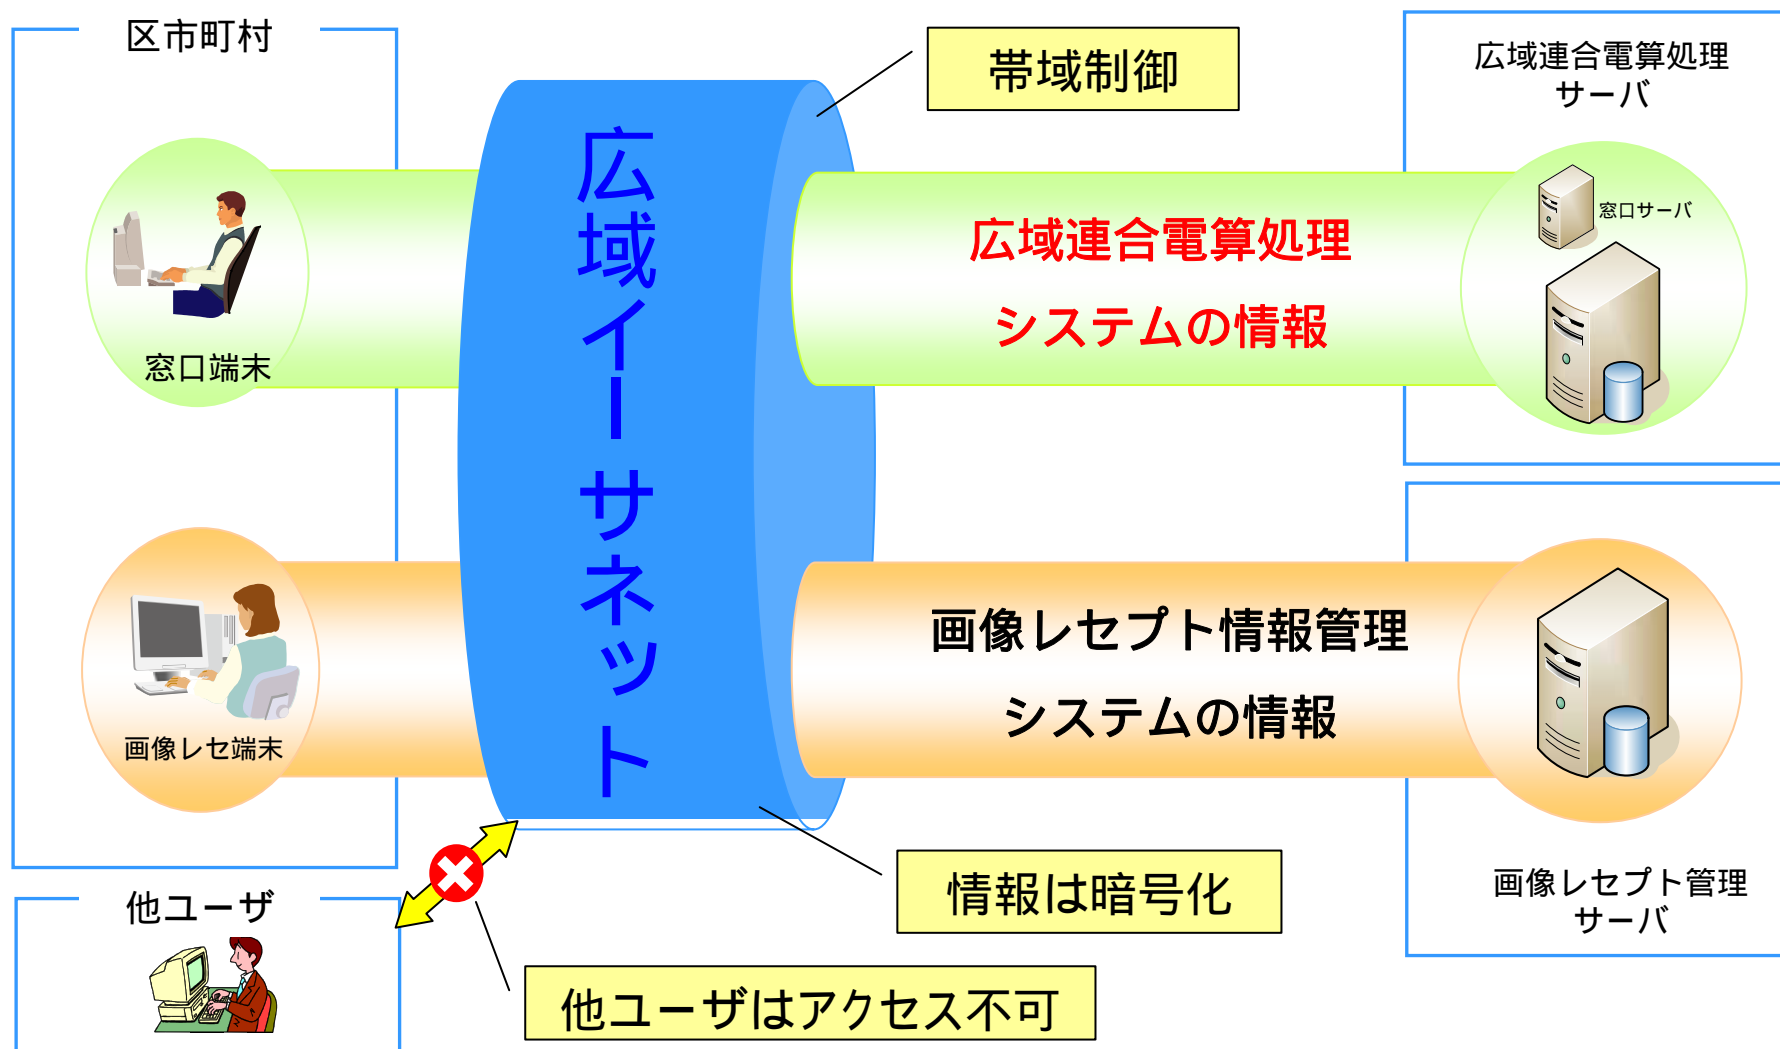 区市町村
窓口端末
画像レセ端末
他ユーザ
広域イーサネット
帯域制御
広域連合電算処理
システムの情報
画像レセプト情報管理
システムの情報
情報は暗号化
他ユーザはアクセス不可
広域連合電算処理
サーバ
窓口サーバ
画像レセプト管理
サーバ